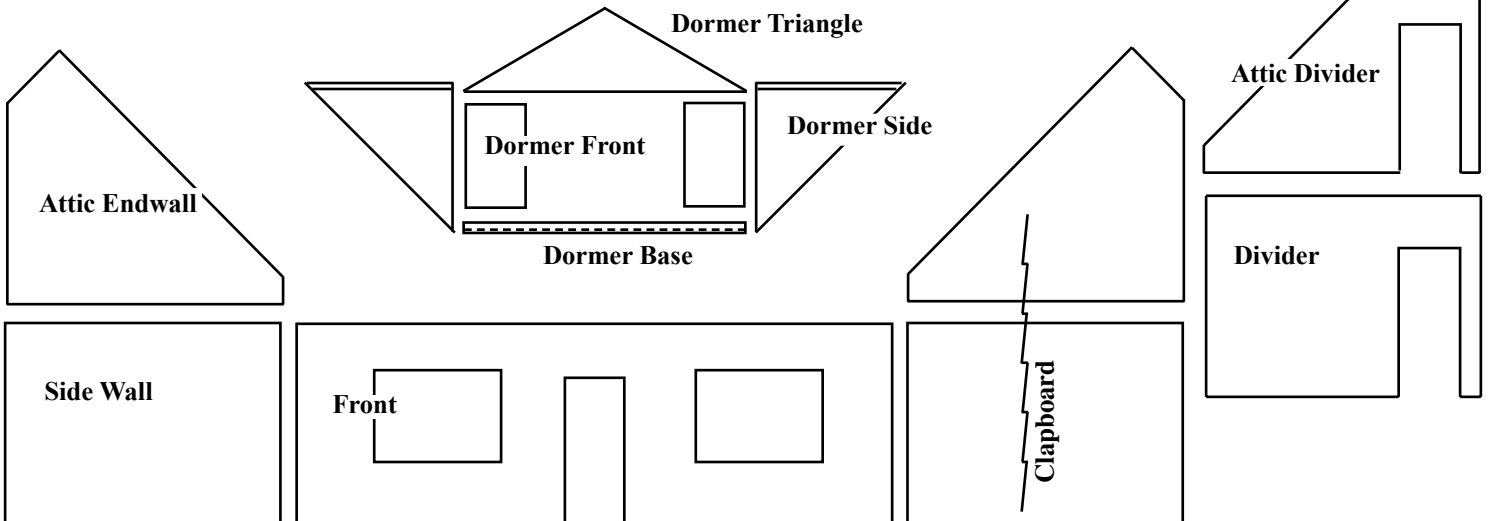 Dormer Triangle
Attic Divider
Dormer Side
Dormer Front
Attic Endwall
Dormer Base
Divider
Side Wall
Front
Clapboard